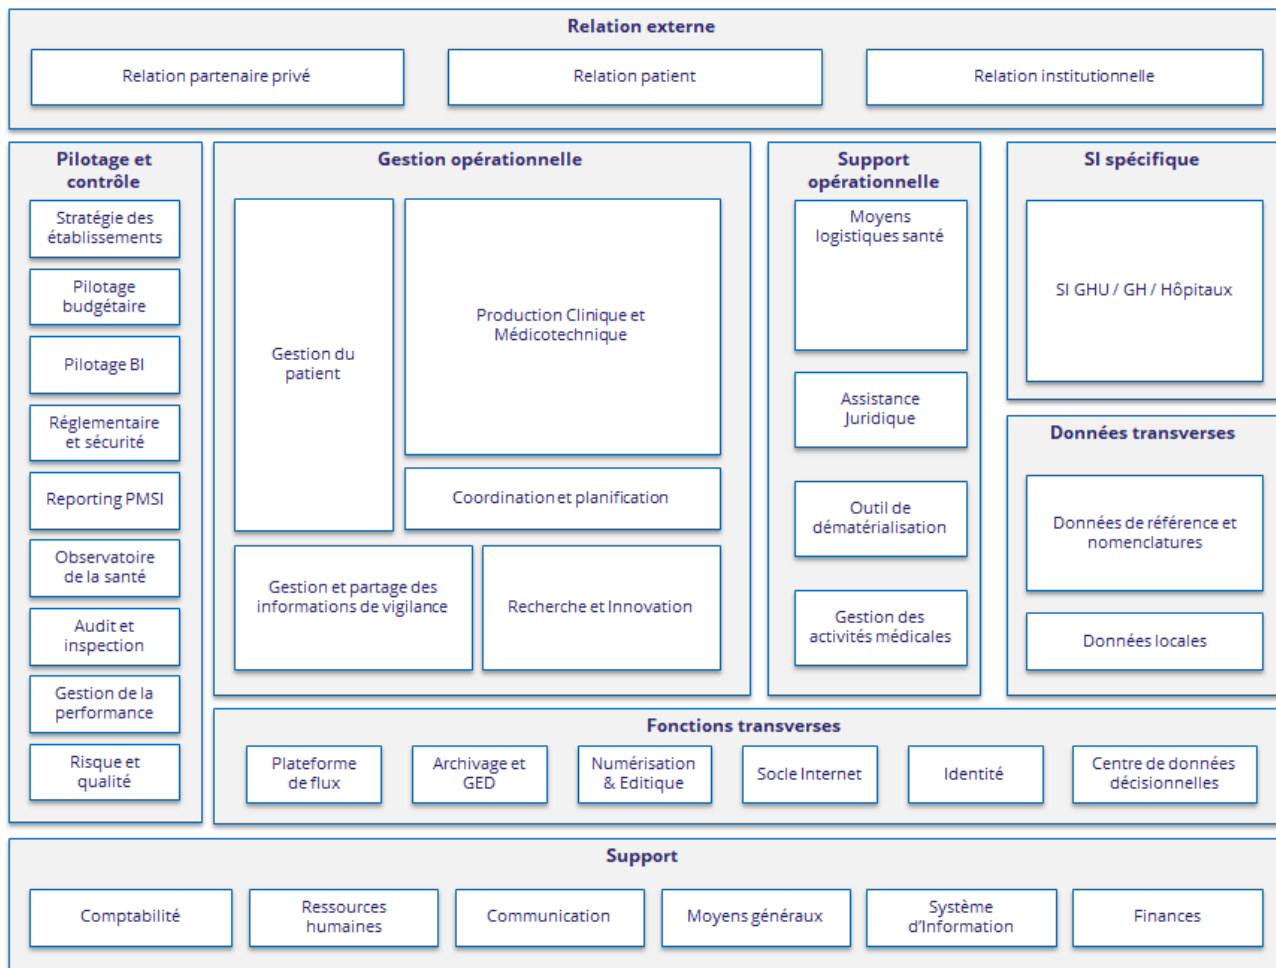 Relation externe
Relation partenaire privé
Relation patient
Relation institutionnelle
Pilotage et
contrôle
Stratégie des
établissements
Pilotage
budgétaire
Pilotage BI
Réglementaire
et sécurité
Reporting PMSI
Observatoire
de la santé
Audit et
inspection
Gestion de la
performance
Risque et
qualité
Gestion opérationnelle
Gestion du
patient
Production Clinique et
Médicotechnique
Coordination et planification
Gestion et partage des
informations de vigilance
Recherche et Innovation
Support
opérationnelle
Moyens
logistiques santé
Assistance
Juridique
Outil de
dématérialisation
Gestion des
activités médicales
SI spécifique
SI GHU / GH / Hôpitaux
Données transverses
Données de référence et
nomenclatures
Données locales
Fonctions transverses
Plateforme
de flux
Archivage et
GED
Numérisation
& Editique
Socle Internet
Identité
Centre de données
décisionnelles
Support
Comptabilité
Ressources
humaines
Communication
Moyens généraux
Système
d'Information
Finances